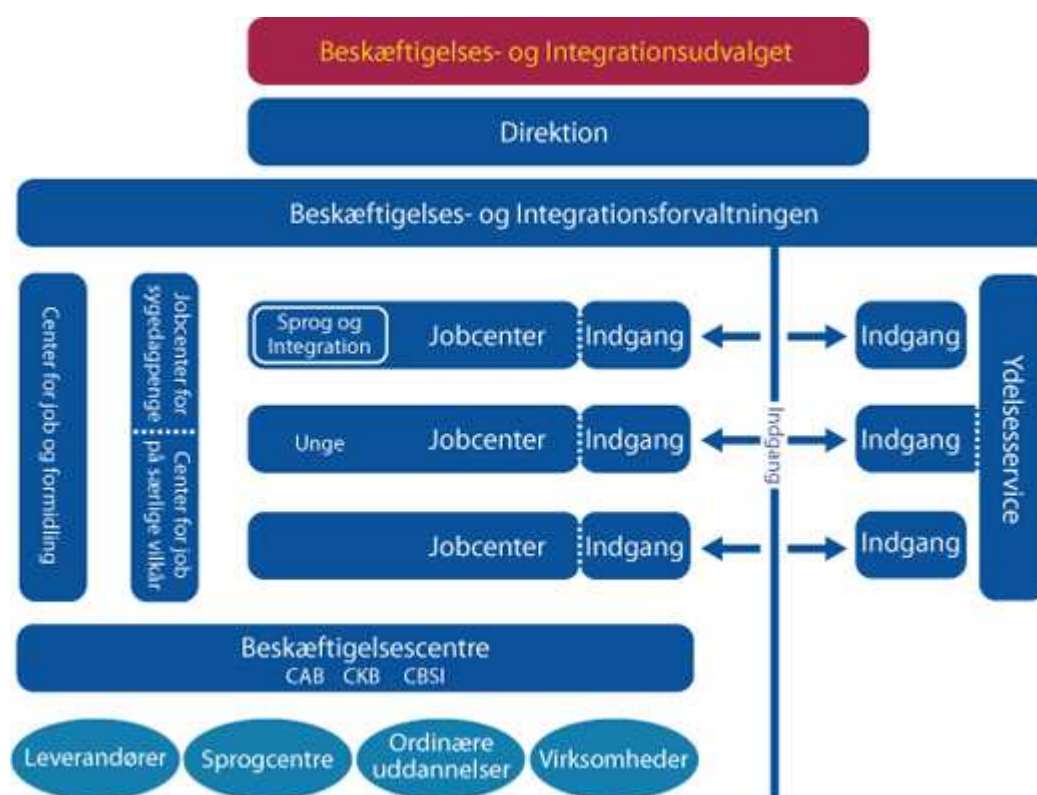 Beskæftigelses- og Integrationsudvalget
Direktion
Beskæftigelses- og Integrationsforvaltningen
Center for job og formidling
Jobcenter for
sygedagpenge
Center for job
på særlige vilkår
Sprog og
Integration
Jobcenter
Indgang
Indgang
Unge
Jobcenter
Indgang
Indgang
Jobcenter
Indgang
Indgang
Indgang
Ydelsesservice
Beskæftigelsescentre
CAB CKB CBSI
Leverandører
Sprogcentre
Ordinære
uddannelser
Virksomheder